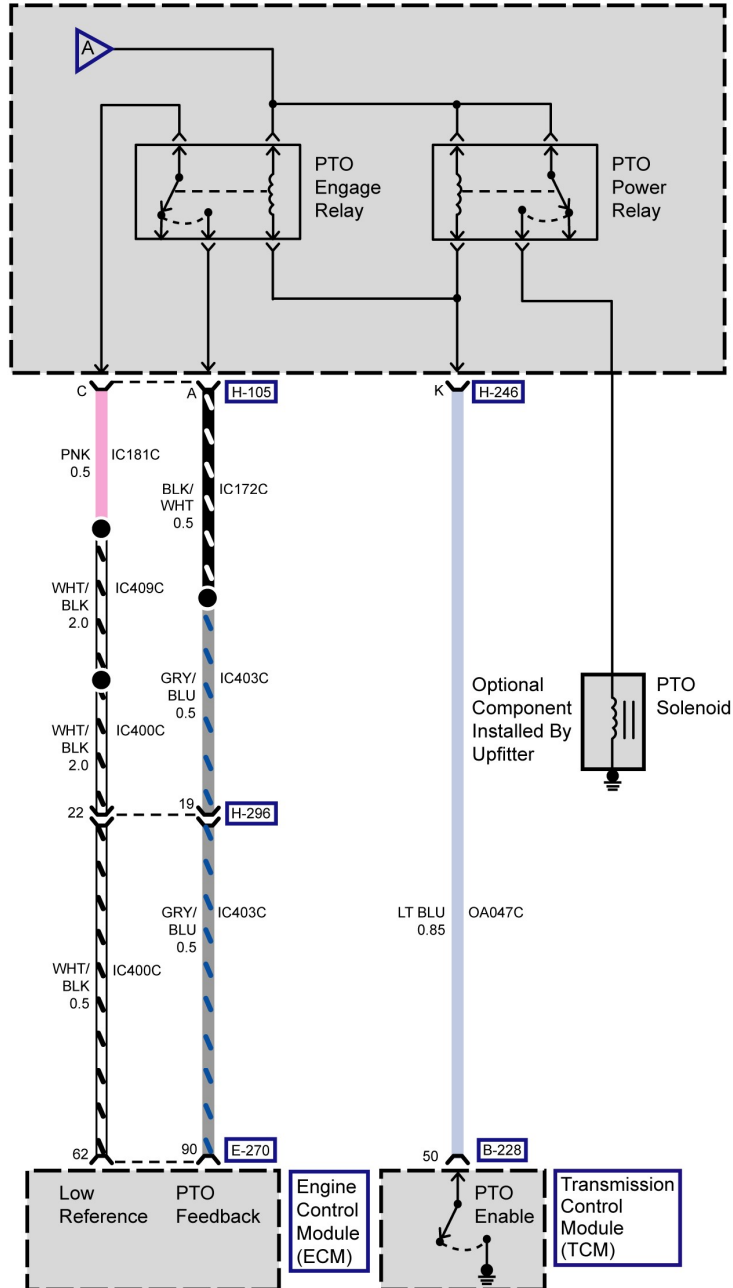 A
PTO
Engage
Relay
PTO
Power
Relay
C
A
H-105
K
H-246
PNK
0.5
IC181C
BLK/
WHT
0.5
IC172C
WHT/
BLK
2.0
IC409C
GRY/
BLU
0.5
IC403C
Optional
Component
Installed By
Upfitter
PTO
Solenoid
WHT/
BLK
2.0
IC400C
22
19
H-296
GRY/
BLU
0.5
IC403C
LT BLU
0.85
OA047C
WHT/
BLK
0.5
IC400C
62
90
E-270
50
B-228
Low
Reference
PTO
Feedback
Engine
Control
Module
(ECM)
PTO
Enable
Transmission
Control
Module
(TCM)